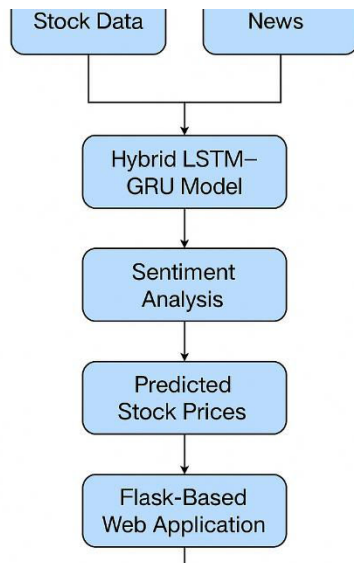 Stock Data
News
Hybrid LSTM–
GRU Model
Sentiment
Analysis
Predicted
Stock Prices
Flask-Based
Web Application